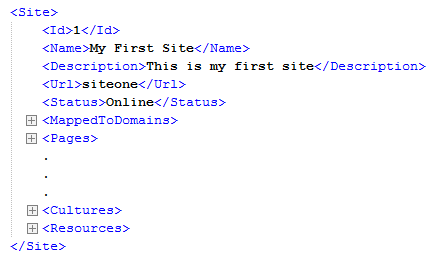 <Site>
<Id>1</Id>
<Name>My First Site</Name>
<Description>This is my first site</Description>
<Url>siteone</Url>
<Status>Online</Status>
<MappedToDomains>
<Pages>
.
.
.
<Cultures>
<Resources>
</Site>